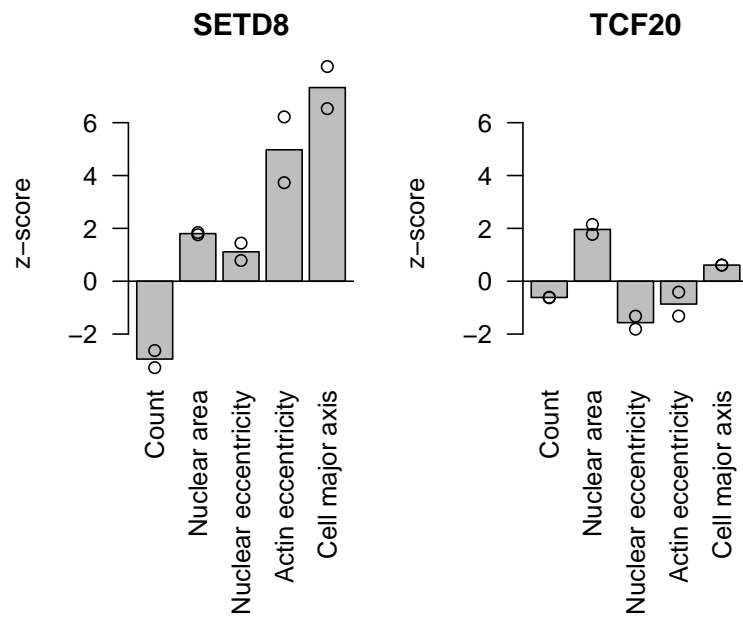 SETD8
z−score
6
4
2
0
−2
Count
Nuclear area
Nuclear eccentricity
Actin eccentricity
Cell major axis
TCF20
z−score
6
4
2
0
−2
Count
Nuclear area
Nuclear eccentricity
Actin eccentricity
Cell major axis